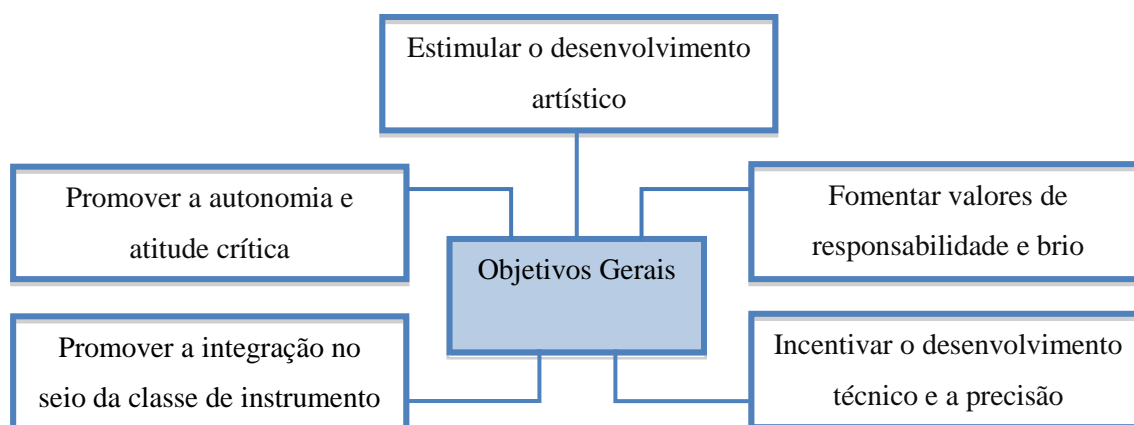 Estimular o desenvolvimento
artístico
Promover a autonomia e
atitude crítica
Fomentar valores de
responsabilidade e brio
Objetivos Gerais
Promover a integração no
seio da classe de instrumento
Incentivar o desenvolvimento
técnico e a precisão